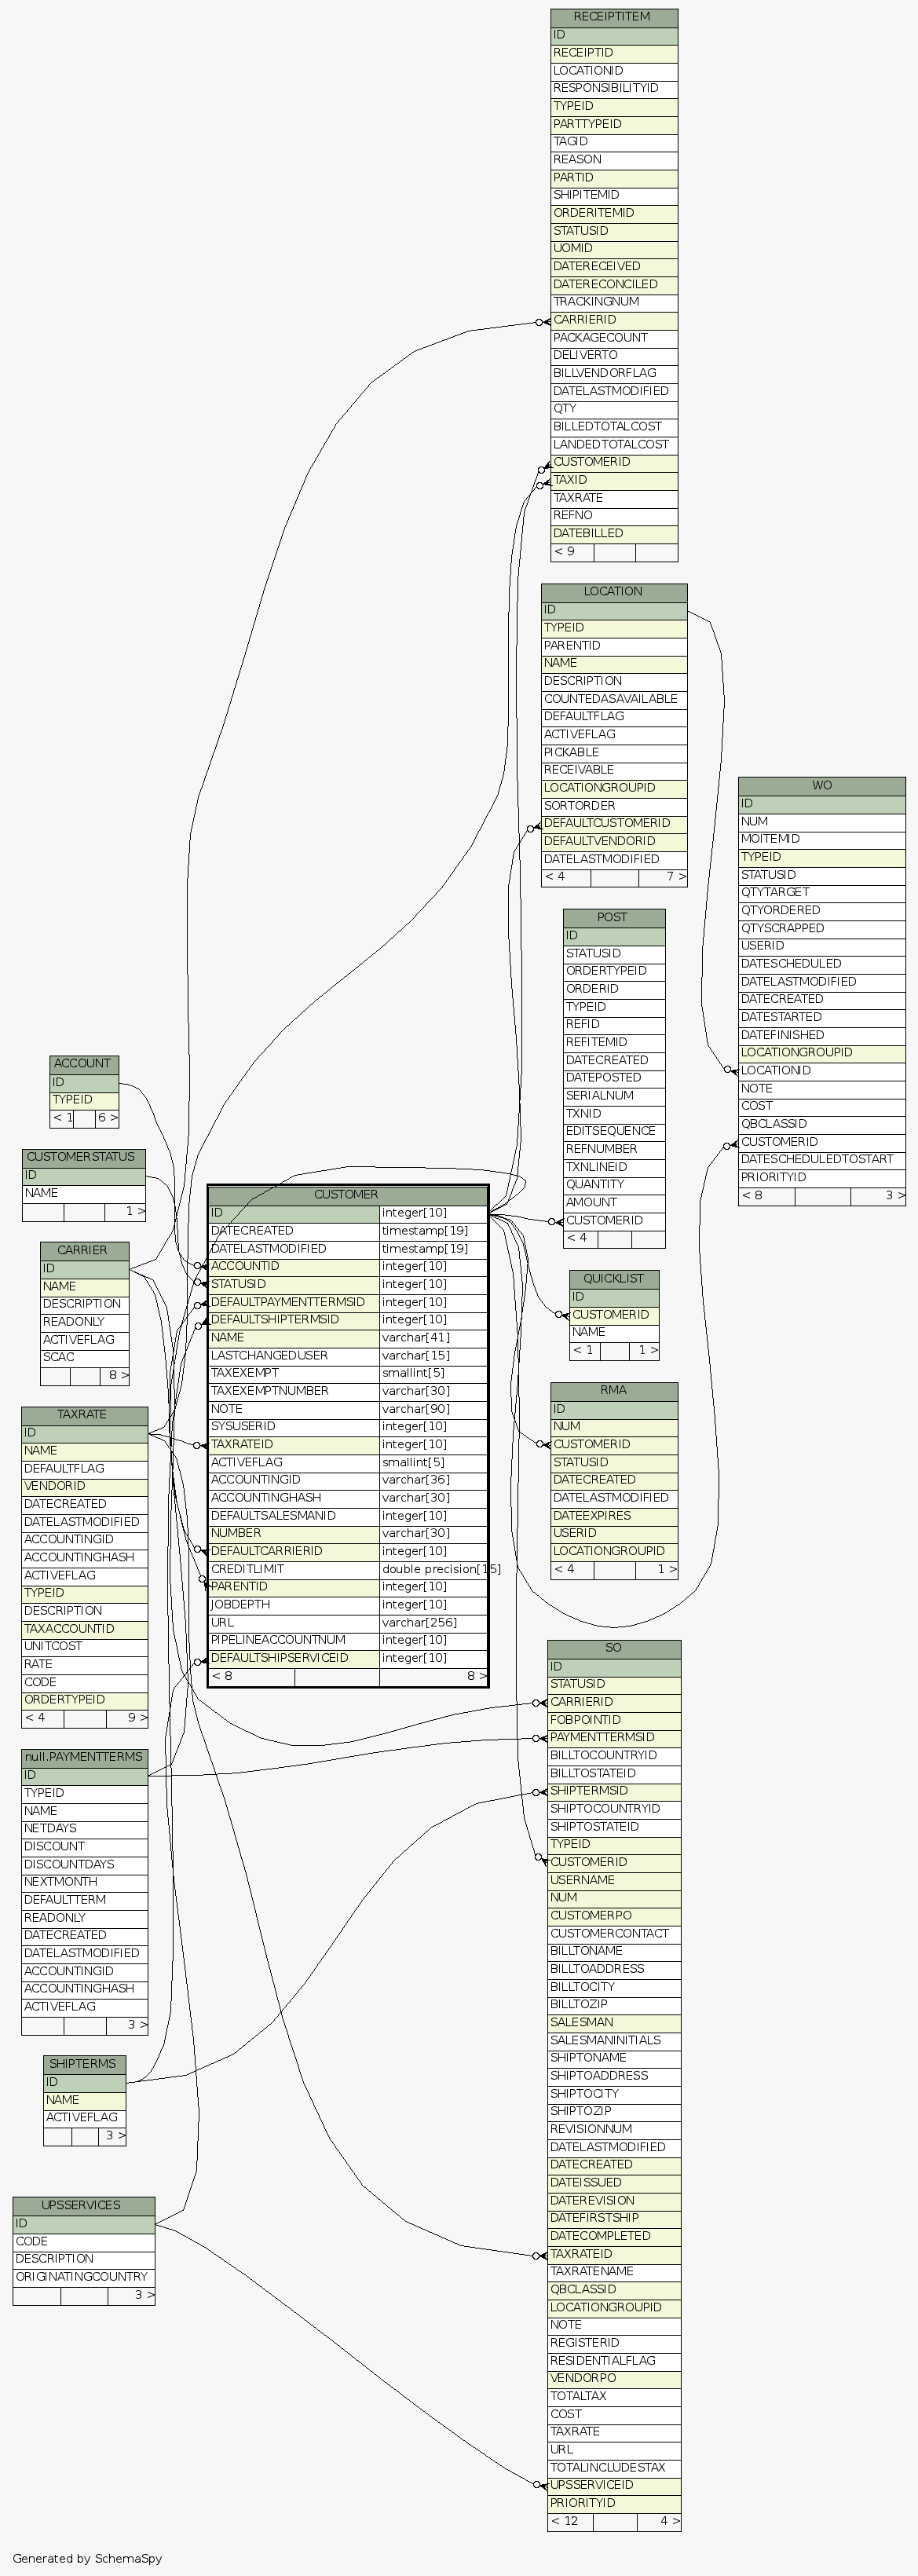 RECEIPTITEM
ID
RECEIPTID
LOCATIONID
RESPONSIBILITYID
TYPEID
PARTTYPEID
TAGID
REASON
PARTID
SHIPITEMID
ORDERITEMID
STATUSID
UOMID
DATERECEIVED
DATERECONCILED
TRACKINGNUM
CARRIERID
PACKAGECOUNT
DELIVERTO
BILLVENDORFLAG
DATELASTMODIFIED
QTY
BILLEDTOTALCOST
LANDEDTOTALCOST
CUSTOMERID
TAXID
TAXRATE
REFNO
DATEBILLED
< 9
LOCATION
ID
TYPEID
PARENTID
NAME
DESCRIPTION
COUNTEDASAVAILABLE
DEFAULTFLAG
ACTIVEFLAG
PICKABLE
RECEIVABLE
LOCATIONGROUPID
SORTORDER
DEFAULTCUSTOMERID
DEFAULTVENDORID
DATELASTMODIFIED
< 4 7 >
WO
ID
NUM
MOITEMID
TYPEID
STATUSID
QTYTARGET
QTYORDERED
QTYSCRAPPED
USERID
DATESCHEDULED
DATELASTMODIFIED
DATECREATED
DATESTARTED
DATEFINISHED
LOCATIONGROUPID
LOCATIONID
NOTE
COST
QBCLASSID
CUSTOMERID
DATESCHEDULEDTOSTART
PRIORITYID
< 8 3 >
POST
ID
STATUSID
ORDERTYPEID
ORDERID
TYPEID
REFID
REFITEMID
DATECREATED
DATEPOSTED
SERIALNUM
TXNID
EDITSEQUENCE
REFNUMBER
TXNLINEID
QUANTITY
AMOUNT
CUSTOMERID
< 4
ACCOUNT
ID
TYPEID
< 1 6 >
CUSTOMERSTATUS
ID
NAME
1 >
CARRIER
ID
NAME
DESCRIPTION
READONLY
ACTIVEFLAG
SCAC
8 >
TAXRATE
ID
NAME
DEFAULTFLAG
VENDORID
DATECREATED
DATELASTMODIFIED
ACCOUNTINGID
ACCOUNTINGHASH
ACTIVEFLAG
TYPEID
DESCRIPTION
TAXACCOUNTID
UNITCOST
RATE
CODE
ORDERTYPEID
< 4 9 >
null.PAYMENTTERMS
ID
TYPEID
NAME
NETDAYS
DISCOUNT
DISCOUNTDAYS
NEXTMONTH
DEFAULTTERM
READONLY
DATECREATED
DATELASTMODIFIED
ACCOUNTINGID
ACCOUNTINGHASH
ACTIVEFLAG
3 >
SHIPTERMS
ID
NAME
ACTIVEFLAG
3 >
UPSSERVICES
ID
CODE
DESCRIPTION
ORIGINATINGCOUNTRY
3 >
CUSTOMER
ID integer[10]
DATECREATED timestamp[19]
DATELASTMODIFIED timestamp[19]
ACCOUNTID integer[10]
STATUSID integer[10]
DEFAULTPAYMENTTERMSID integer[10]
DEFAULTSHIPTERMSID integer[10]
NAME varchar[41]
LASTCHANGEDUSER varchar[15]
TAXEXEMPT smallint[5]
TAXEXEMPTNUMBER varchar[30]
NOTE varchar[90]
SYSUSERID integer[10]
TAXRATEID integer[10]
ACTIVEFLAG smallint[5]
ACCOUNTINGID varchar[36]
ACCOUNTINGHASH varchar[30]
DEFAULTSALESMANID integer[10]
NUMBER varchar[30]
DEFAULTCARRIERID integer[10]
CREDITLIMIT double precision[15]
PARENTID integer[10]
JOBDEPTH integer[10]
URL varchar[256]
PIPELINEACCOUNTNUM integer[10]
DEFAULTSHIPSERVICEID integer[10]
< 8 8 >
QUICKLIST
ID
CUSTOMERID
NAME
< 1 1 >
RMA
ID
NUM
CUSTOMERID
STATUSID
DATECREATED
DATELASTMODIFIED
DATEEXPIRES
USERID
LOCATIONGROUPID
< 4 1 >
SO
ID
STATUSID
CARRIERID
FOBPOINTID
PAYMENTTERMSID
BILLTOCOUNTRYID
BILLTOSTATEID
SHIPTERMSID
SHIPTOCOUNTRYID
SHIPTOSTATEID
TYPEID
CUSTOMERID
USERNAME
NUM
CUSTOMERPO
CUSTOMERCONTACT
BILLTONAME
BILLTOADDRESS
BILLTOCITY
BILLTOZIP
SALESMAN
SALESMANINITIALS
SHIPTONAME
SHIPTOADDRESS
SHIPTOCITY
SHIPTOZIP
REVISIONNUM
DATELASTMODIFIED
DATECREATED
DATEISSUED
DATEREVISION
DATEFIRSTSHIP
DATECOMPLETED
TAXRATEID
TAXRATENAME
QBCLASSID
LOCATIONGROUPID
NOTE
REGISTERID
RESIDENTIALFLAG
VENDORPO
TOTALTAX
COST
TAXRATE
URL
TOTALINCLUDESTAX
UPSSERVICEID
PRIORITYID
< 12 4 >
Generated by SchemaSpy